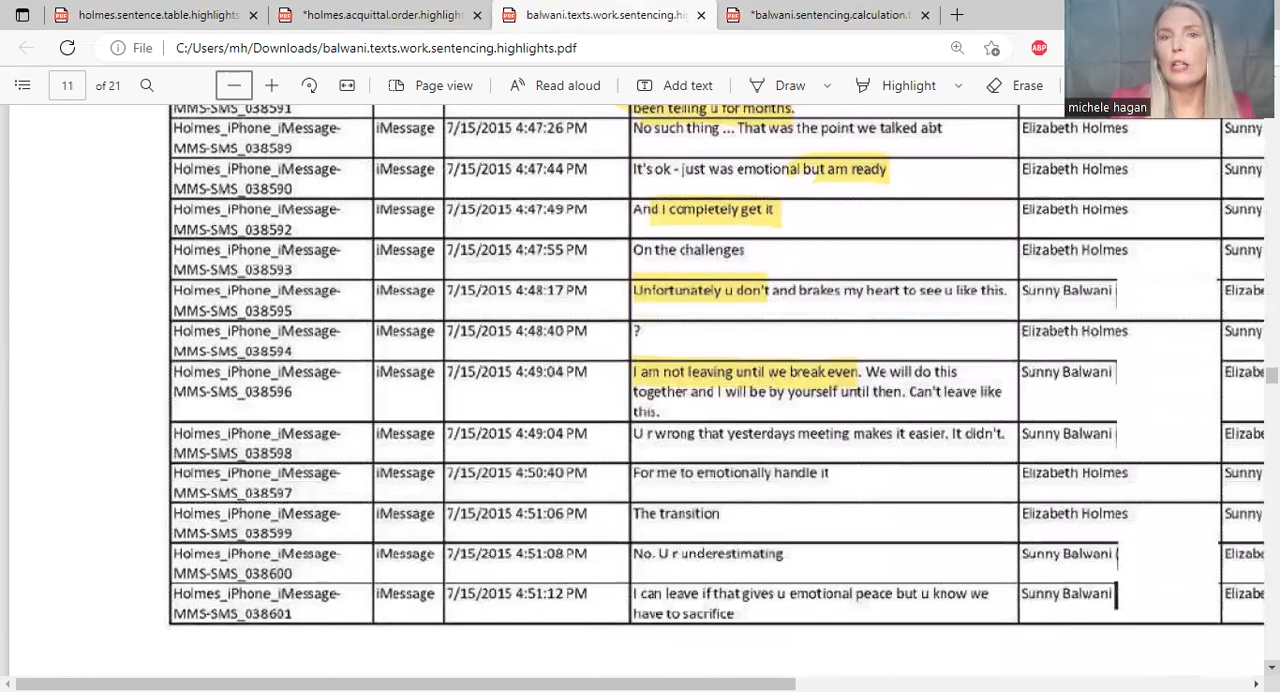 holmes.sentence.table.highlights
*holmes.acquittal.order.highligh
balwani.texts.work.sentencing.hi
*balwani.sentencing.calculation.t
File C:/Users/mh/Downloads/balwani.texts.work.sentencing.highlights.pdf
ABP
11 of 21 Page view Read aloud Add text Draw Highlight Erase
michele hagan
MMS-SMS_038591 been telling u for months.
Holmes_iPhone_iMessage- iMessage 7/15/2015 4:47:26 PM No such thing ... That was the point we talked abt Elizabeth Holmes Sunny
MMS-SMS_038589
Holmes_iPhone_iMessage- iMessage 7/15/2015 4:47:44 PM It's ok - just was emotional but am ready Elizabeth Holmes Sunny
MMS-SMS_038590
Holmes_iPhone_iMessage- iMessage 7/15/2015 4:47:49 PM And I completely get it Elizabeth Holmes Sunny
MMS-SMS_038592
Holmes_iPhone_iMessage- iMessage 7/15/2015 4:47:55 PM On the challenges Elizabeth Holmes Sunny
MMS-SMS_038593
Holmes_iPhone_iMessage- iMessage 7/15/2015 4:48:17 PM Unfortunately u don't and brakes my heart to see u like this. Sunny Balwani Elizabe
MMS-SMS_038595
Holmes_iPhone_iMessage- iMessage 7/15/2015 4:48:40 PM ? Elizabeth Holmes Sunny
MMS-SMS_038594
Holmes_iPhone_iMessage- iMessage 7/15/2015 4:49:04 PM I am not leaving until we break even. We will do this Sunny Balwani Elizabe
MMS-SMS_038596 together and I will be by yourself until then. Can't leave like
this.
Holmes_iPhone_iMessage- iMessage 7/15/2015 4:49:04 PM U r wrong that yesterdays meeting makes it easier. It didn't. Sunny Balwani Elizabe
MMS-SMS_038598
Holmes_iPhone_iMessage- iMessage 7/15/2015 4:50:40 PM For me to emotionally handle it Elizabeth Holmes Sunny
MMS-SMS_038597
Holmes_iPhone_iMessage- iMessage 7/15/2015 4:51:06 PM The transition Elizabeth Holmes Sunny
MMS-SMS_038599
Holmes_iPhone_iMessage- iMessage 7/15/2015 4:51:08 PM No. U r underestimating Sunny Balwani ( Elizabe
MMS-SMS_038600
Holmes_iPhone_iMessage- iMessage 7/15/2015 4:51:12 PM I can leave if that gives u emotional peace but u know we Sunny Balwani Elizabe
MMS-SMS_038601 have to sacrifice